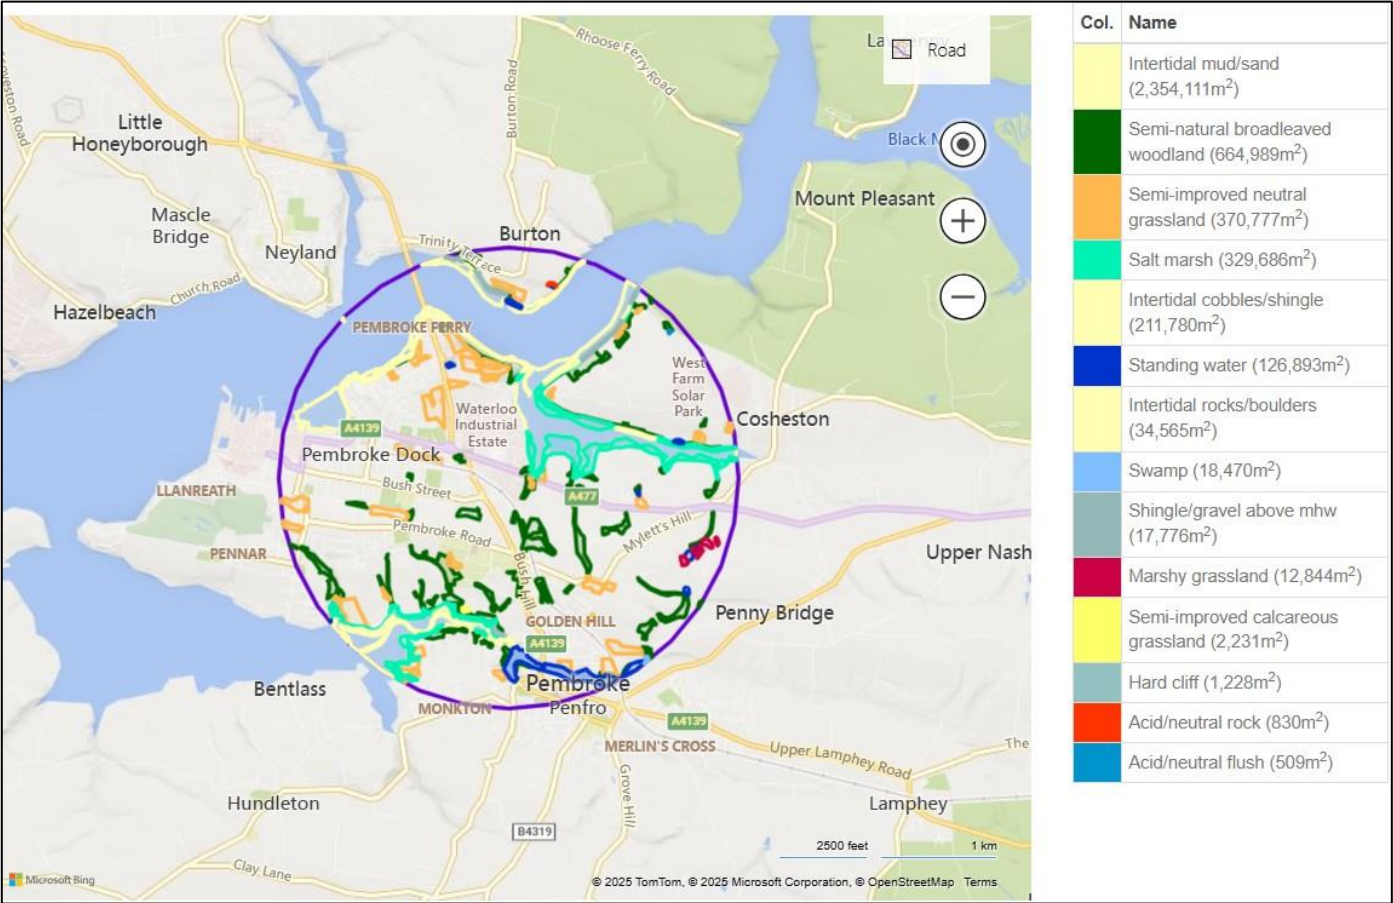 Rhoose Ferry Road
Road
Burton Road
Little
Honeyborough
Mascle
Bridge
Neyland
Church Road
Hazelbeach
Trinity Terrace
Burton
Mount Pleasant
PEMBROKE FERRY
West
Farm
Solar
Park
Cosheston
Waterloo
Industrial
Estate
A4139
Pembroke Dock
LLANREATH
Bush Street
A477
Pembroke Road
Mylett's Hill
PENNAR
Bush Hill
Upper Nash
Penny Bridge
GOLDEN HILL
A4139
Bentlass
Pembroke
Penfro
MONKTON
A4139
MERLIN'S CROSS
Upper Lamphey Road
The
Grove Hill
Hundleton
Lamphey
B4319
Clay Lane
2500 feet
1 km
Microsoft Bing
© 2025 TomTom, © 2025 Microsoft Corporation, © OpenStreetMap Terms
Col. Name
Intertidal mud/sand
(2,354,111m²)
Semi-natural broadleaved
woodland (664,989m²)
Semi-improved neutral
grassland (370,777m²)
Salt marsh (329,686m²)
Intertidal cobbles/shingle
(211,780m²)
Standing water (126,893m²)
Intertidal rocks/boulders
(34,565m²)
Swamp (18,470m²)
Shingle/gravel above mhw
(17,776m²)
Marshy grassland (12,844m²)
Semi-improved calcareous
grassland (2,231m²)
Hard cliff (1,228m²)
Acid/neutral rock (830m²)
Acid/neutral flush (509m²)